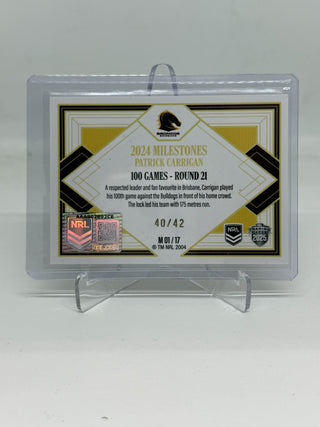 2024 MILESTONES
PATRICK CARRIGAN
100 GAMES - ROUND 21
A respected leader and fan favourite in Brisbane, Carrigan played
his 100th game against the Bulldogs in front of his home crowd.
The lock led his team with 175 metres run.
40/42
NRL
NRL
2025
M 01 / 17
© TM NRL 2004